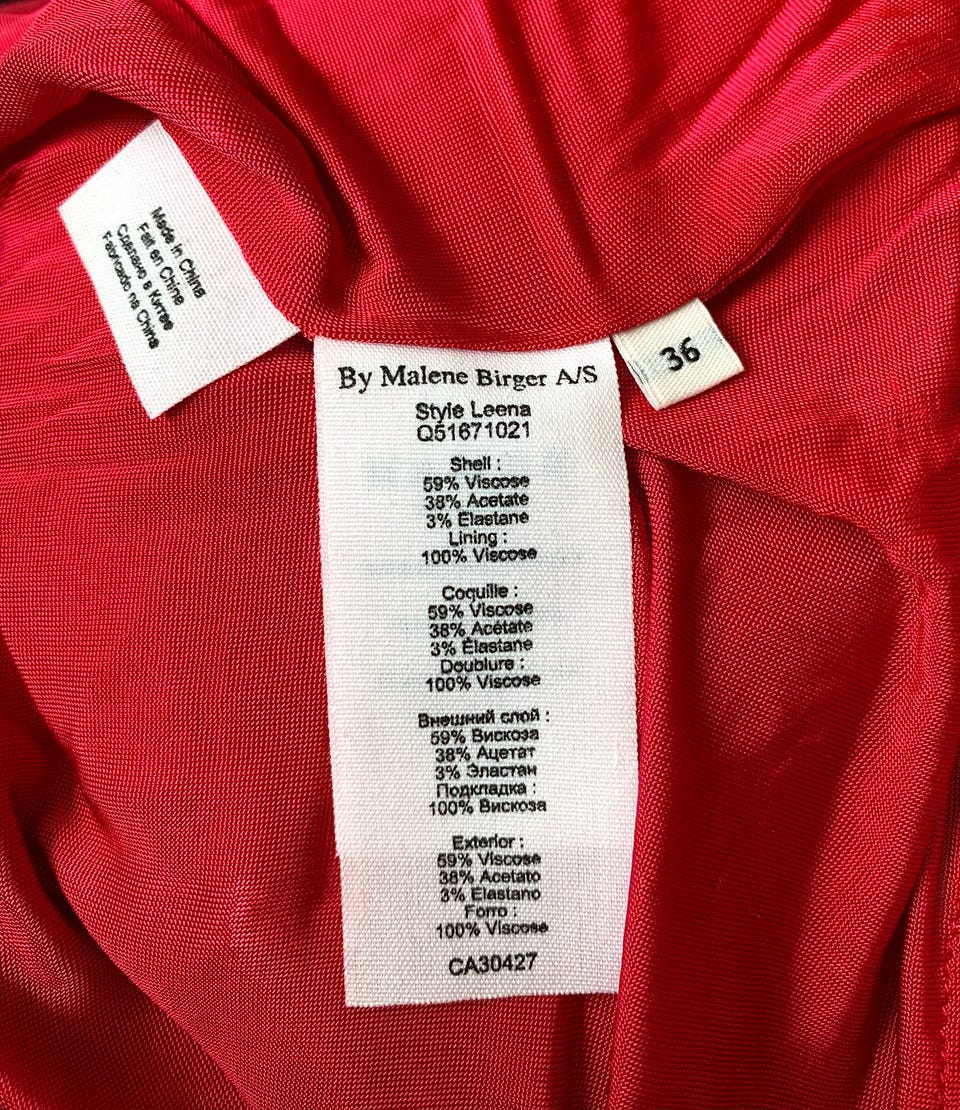 Made in China
Fait en Chine
Сделано в Китае
Fabricado na China
36
By Malene Birger A/S
Style Leena
Q51671021
Shell :
59% Viscose
38% Acetate
3% Elastane
Lining :
100% Viscose
Coquille :
59% Viscose
38% Acétate
3% Élastane
Doublure :
100% Viscose
Внешний слой :
59% Вискоза
38% Ацетат
3% Эластан
Подкладка :
100% Вискоза
Exterior :
59% Viscose
38% Acetato
3% Elastano
Forro :
100% Viscose
CA30427